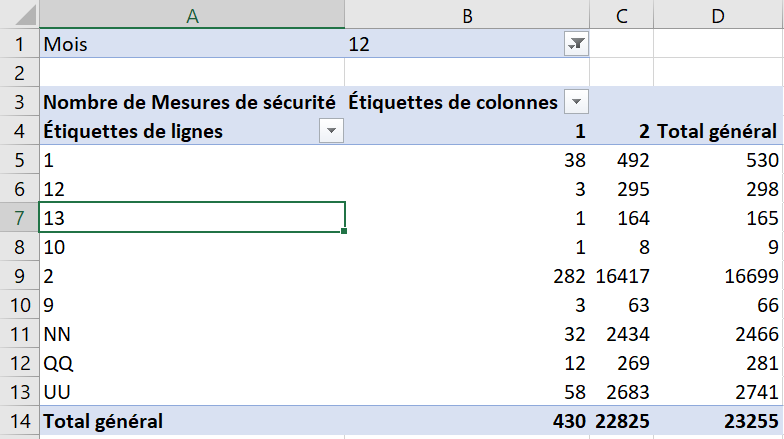 A B C D
1 Mois 12
2
3 Nombre de Mesures de sécurité Étiquettes de colonnes
4 Étiquettes de lignes 1 2 Total général
5 1 38 492 530
6 12 3 295 298
7 13 1 164 165
8 10 1 8 9
9 2 282 16417 16699
10 9 3 63 66
11 NN 32 2434 2466
12 QQ 12 269 281
13 UU 58 2683 2741
14 Total général 430 22825 23255